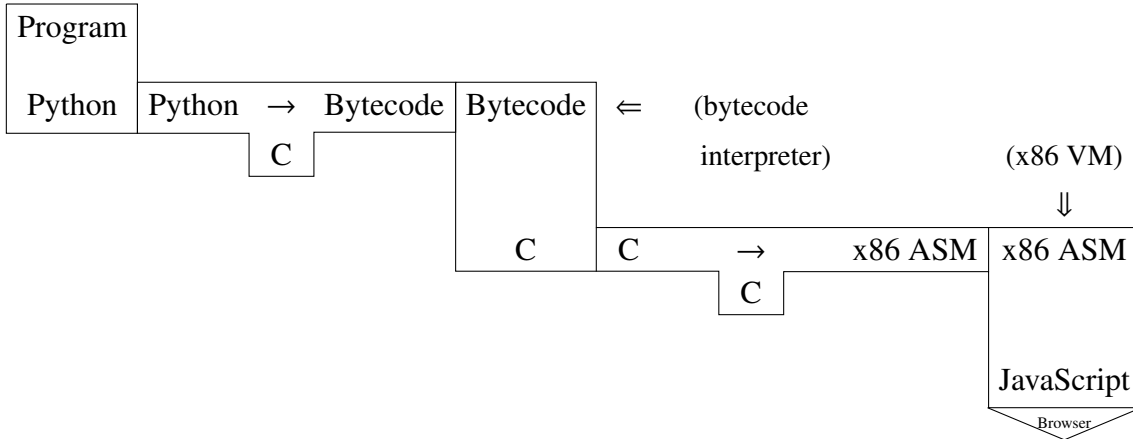 Program
Python Python → Bytecode Bytecode ⇐ (bytecode
C interpreter) (x86 VM)
⇓
C C → x86 ASM x86 ASM
C
JavaScript
Browser